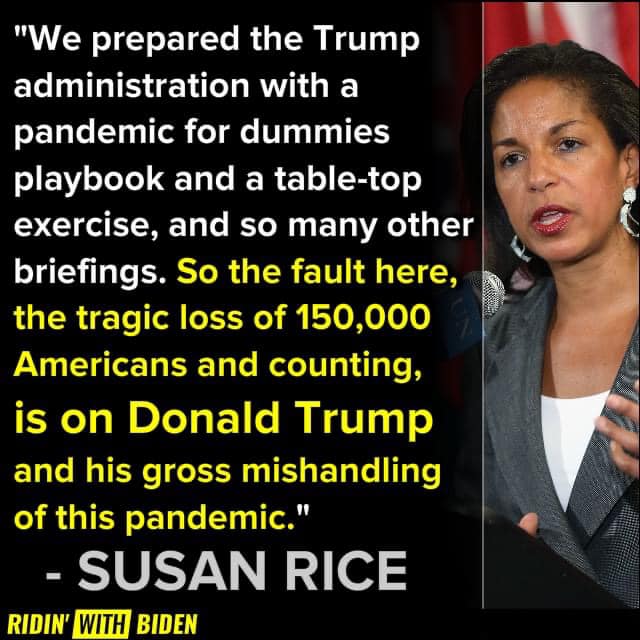 "We prepared the Trump
administration with a
pandemic for dummies
playbook and a table-top
exercise, and so many other
briefings. So the fault here,
the tragic loss of 150,000
Americans and counting,
is on Donald Trump
and his gross mishandling
of this pandemic."
- SUSAN RICE
RIDIN' WITH BIDEN
UN